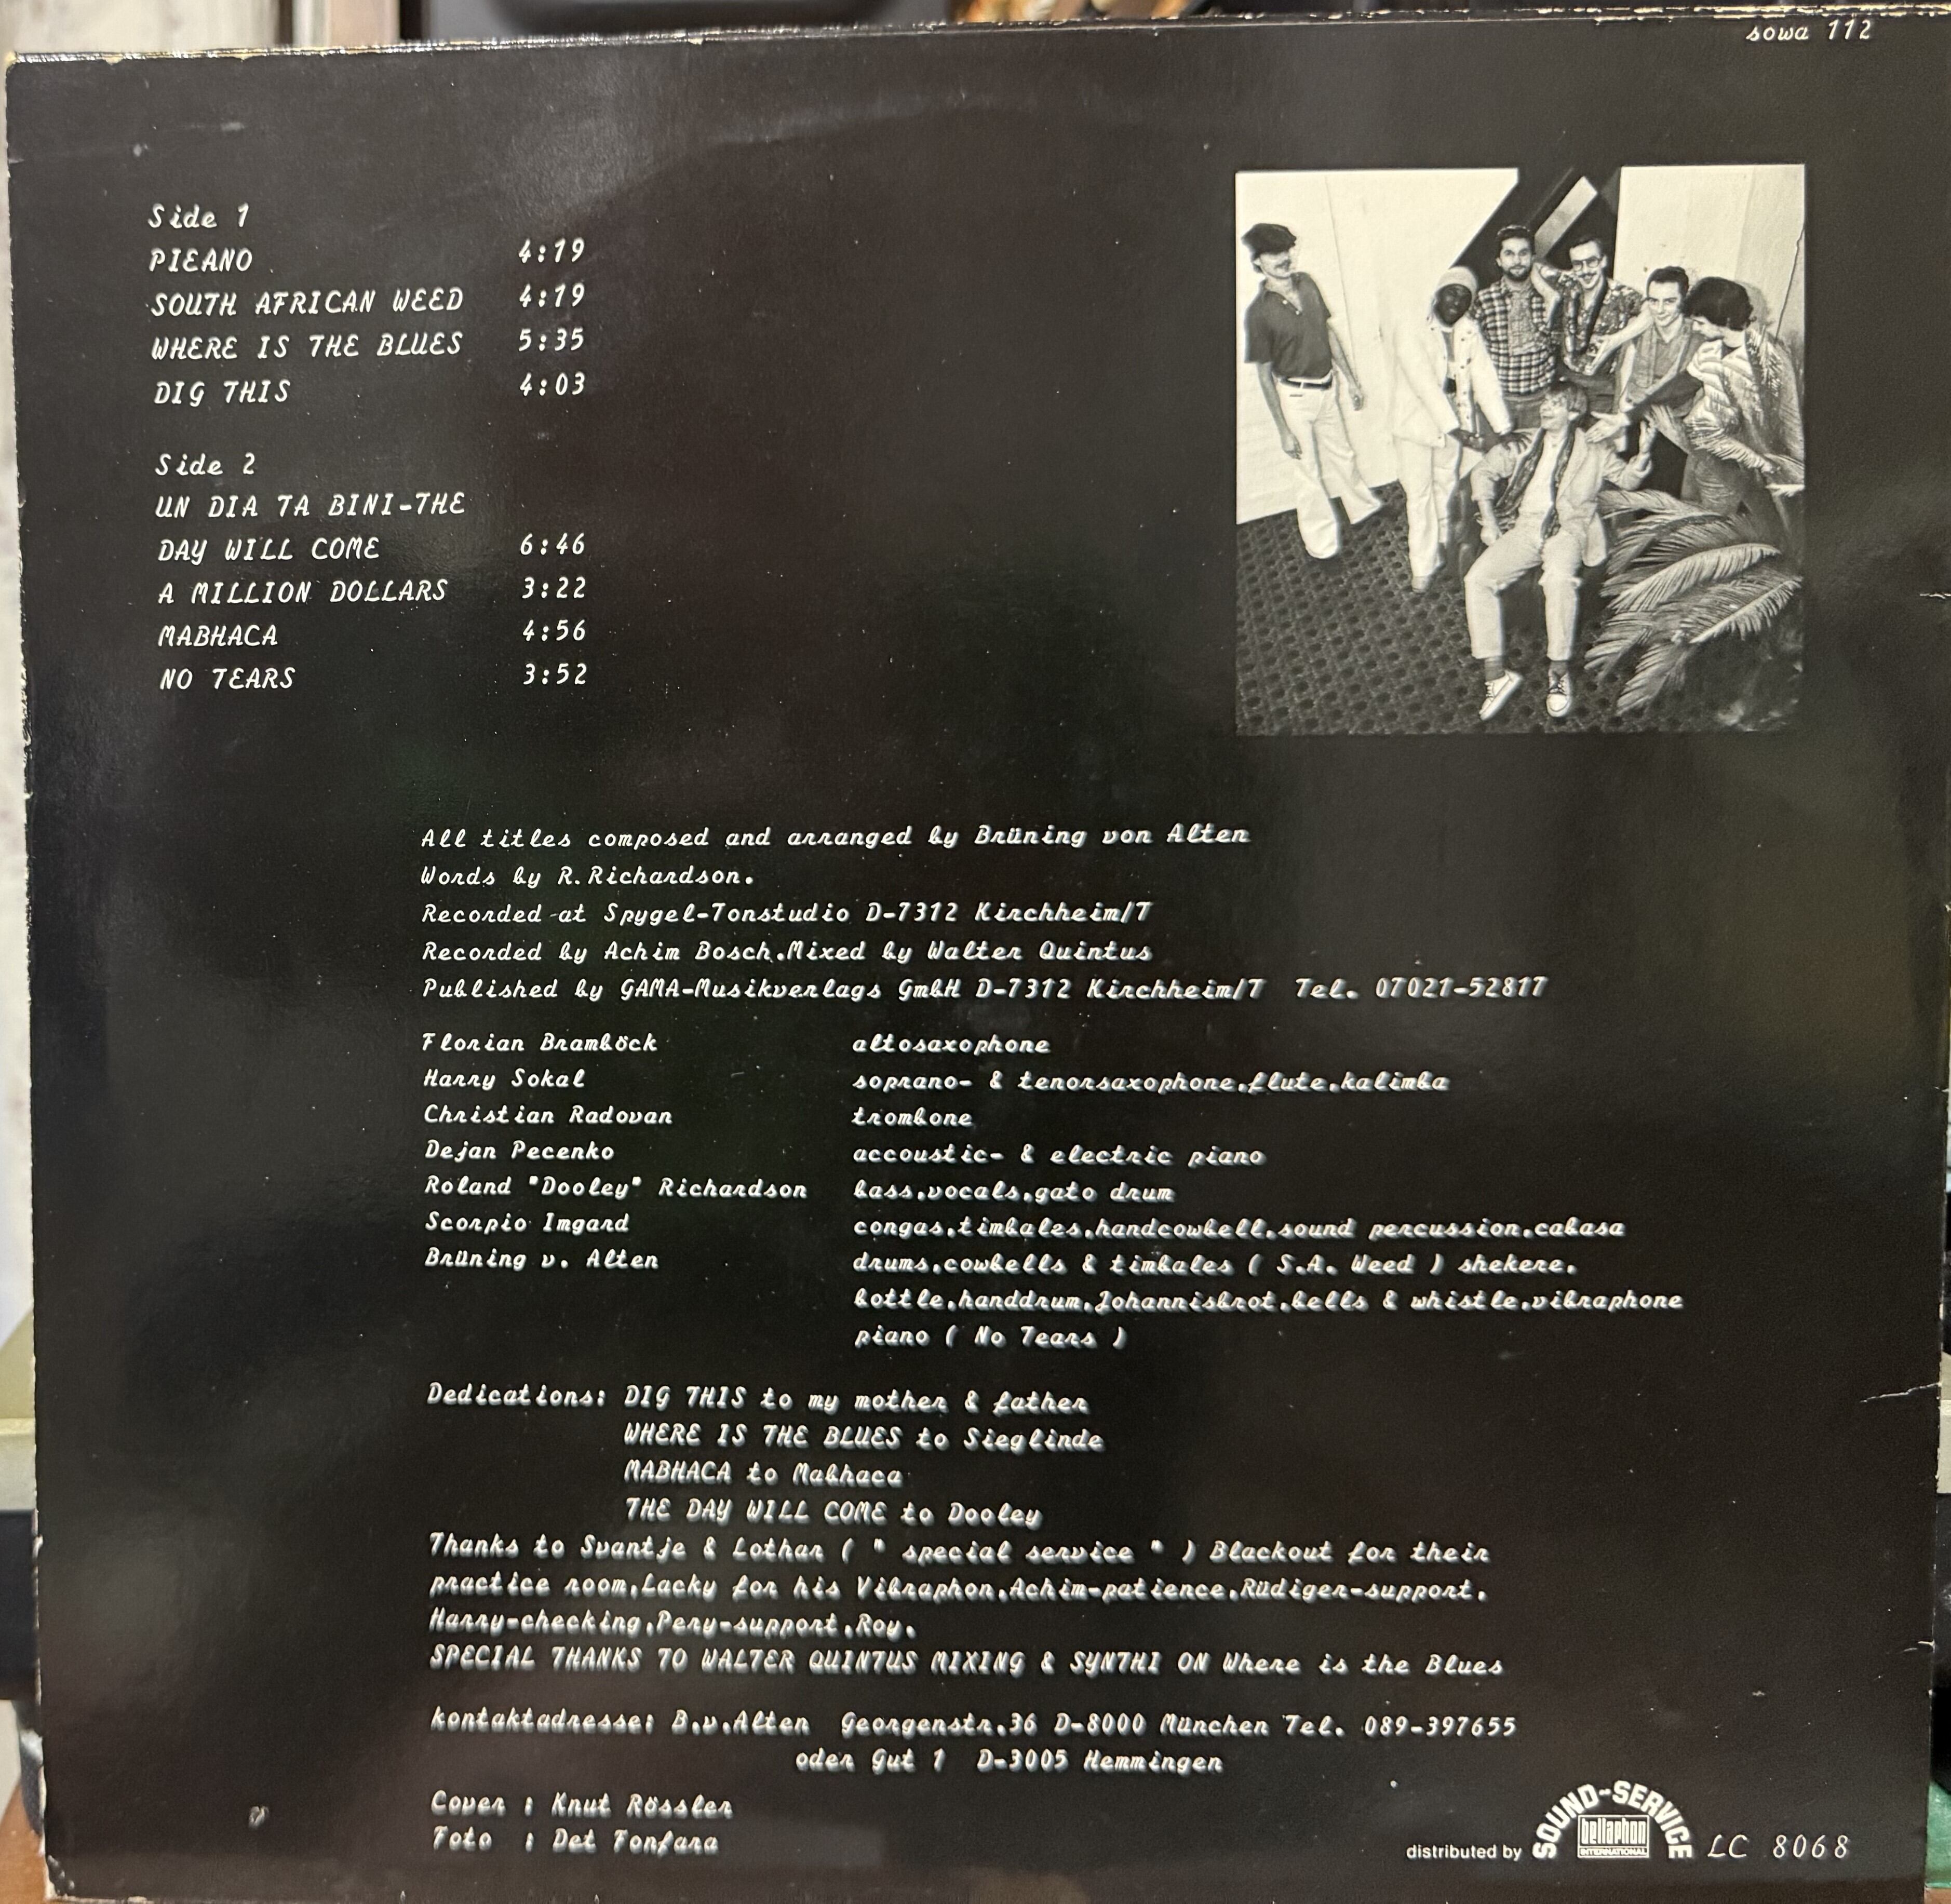 sowa 112
Side 1
PIEANO 4:19
SOUTH AFRICAN WEED 4:19
WHERE IS THE BLUES 5:35
DIG THIS 4:03
Side 2
UN DIA TA BINI-THE
DAY WILL COME 6:46
A MILLION DOLLARS 3:22
MABHACA 4:56
NO TEARS 3:52
All titles composed and arranged by Brüning von Alten
Words by R.Richardson.
Recorded at Spygel-Tonstudio D-7312 Kirchheim/T
Recorded by Achim Bosch.Mixed by Walter Quintus
Published by GAMA-Musikverlags GmbH D-7312 Kirchheim/T Tel. 07021-52817
Florian Bramböck altosaxophone
Harry Sokal soprano- & tenorsaxophone,flute,kalimba
Christian Radovan trombone
Dejan Pecenko accoustic- & electric piano
Roland "Dooley" Richardson bass,vocals,gato drum
Scorpio Imgard congas,timbales,handcowbell,sound percussion,cabasa
Brüning v. Alten drums,cowbells & timbales ( S.A. Weed ) shekere,
bottle,handdrum,Johannisbrot,bells & whistle,vibraphone
piano ( No Tears )
Dedications: DIG THIS to my mother & father
WHERE IS THE BLUES to Sieglinde
MABHACA to Mabhaca
THE DAY WILL COME to Dooley
Thanks to Svantje & Lothar ( " special service " ) Blackout for their
practice room,Lacky for his Vibraphon,Achim-patience,Rüdiger-support,
Harry-checking,Pery-support,Roy.
SPECIAL THANKS TO WALTER QUINTUS MIXING & SYNTHI ON Where is the Blues
kontaktadresse: B.v.Alten Georgenstr.36 D-8000 München Tel. 089-397655
oder Gut 1 D-3005 Hemmingen
Cover : Knut Rössler
Foto : Det Fonfara
distributed by SOUND-SERVICE bellaphon INTERNATIONAL LC 8068